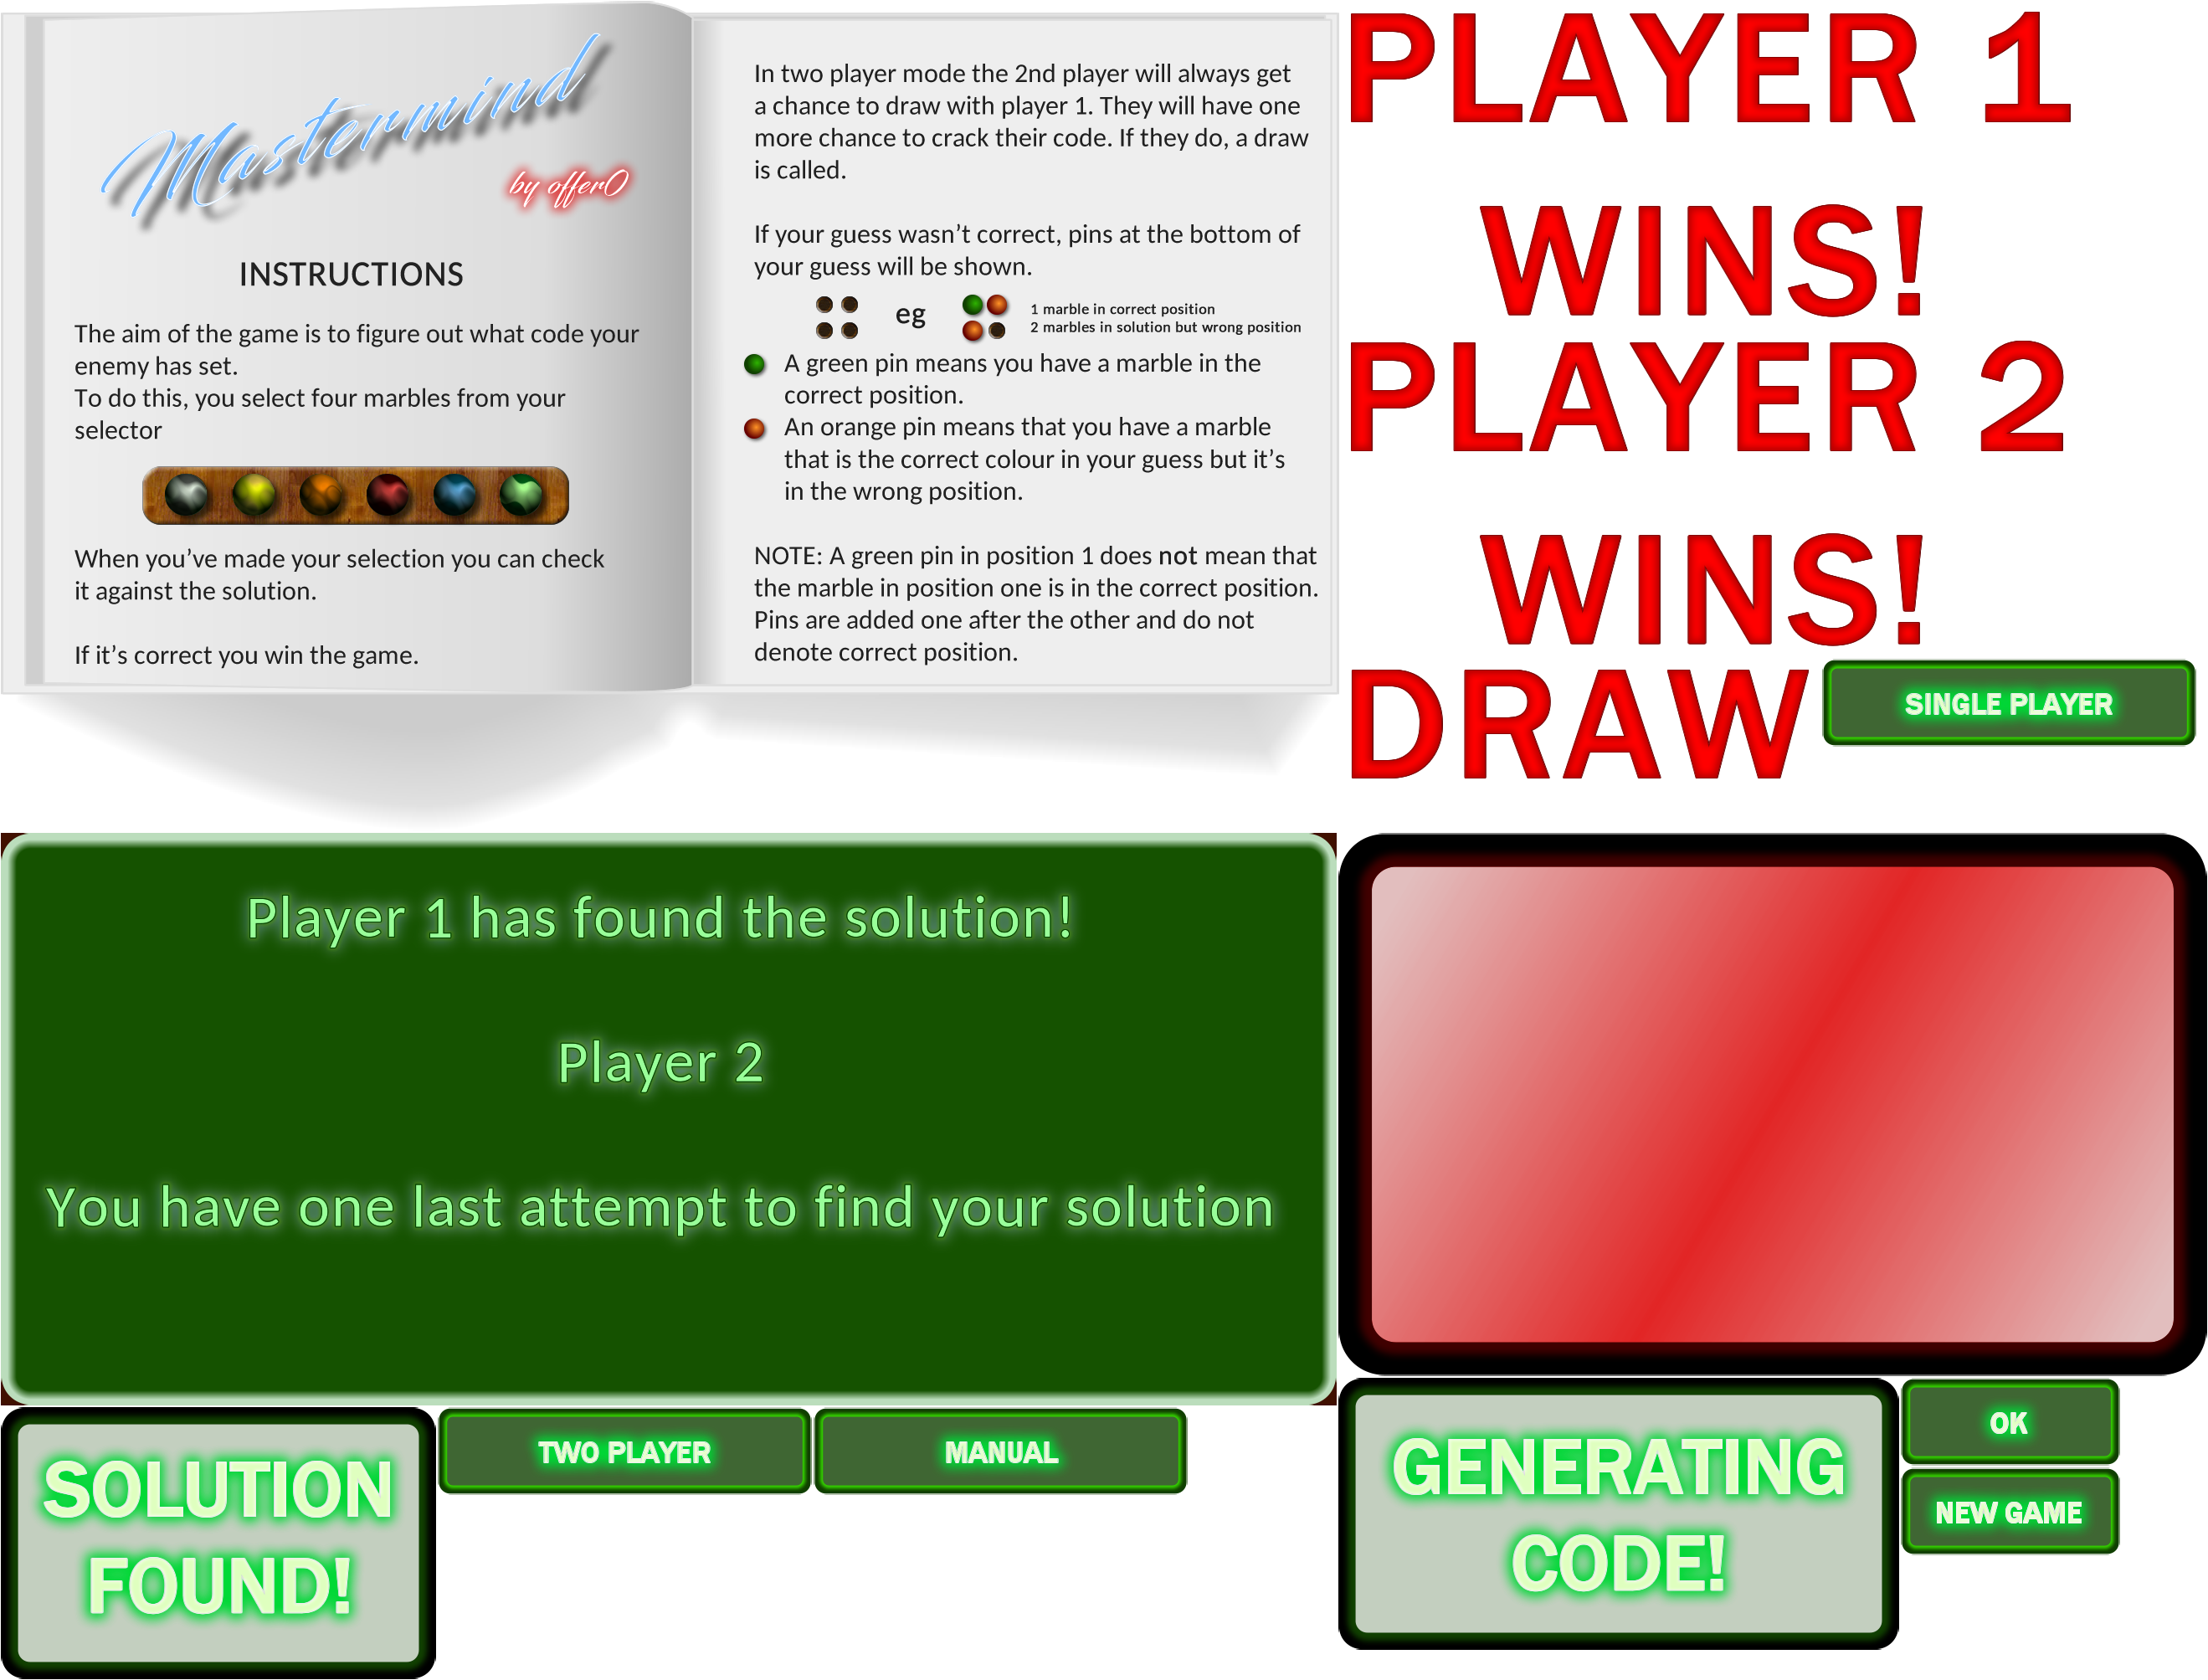 Mastermind
by offerO
INSTRUCTIONS
The aim of the game is to figure out what code your
enemy has set.
To do this, you select four marbles from your
selector
When you’ve made your selection you can check
it against the solution.
If it’s correct you win the game.
In two player mode the 2nd player will always get
a chance to draw with player 1. They will have one
more chance to crack their code. If they do, a draw
is called.
If your guess wasn’t correct, pins at the bottom of
your guess will be shown.
eg
1 marble in correct position
2 marbles in solution but wrong position
A green pin means you have a marble in the
correct position.
An orange pin means that you have a marble
that is the correct colour in your guess but it’s
in the wrong position.
NOTE: A green pin in position 1 does not mean that
the marble in position one is in the correct position.
Pins are added one after the other and do not
denote correct position.
PLAYER 1
WINS!
PLAYER 2
WINS!
DRAW
SINGLE PLAYER
Player 1 has found the solution!
Player 2
You have one last attempt to find your solution
SOLUTION
FOUND!
TWO PLAYER
MANUAL
GENERATING
CODE!
OK
NEW GAME